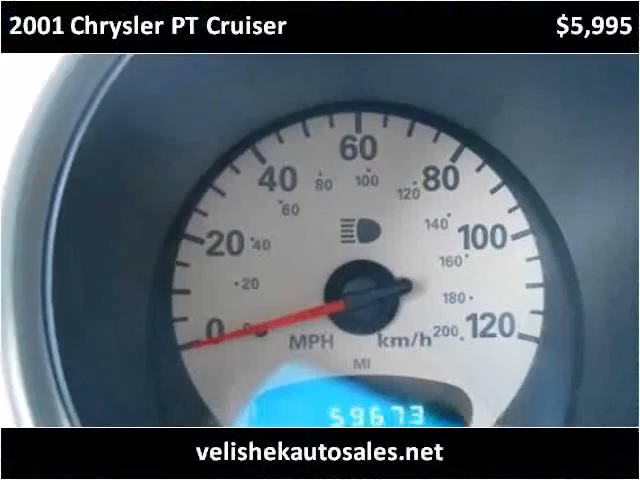 2001 Chrysler PT Cruiser $5,995
60
40 80
80 100 120
60
20 40 140 100
160
20 180
0 200 120
MPH km/h
MI
59673
velishekautosales.net